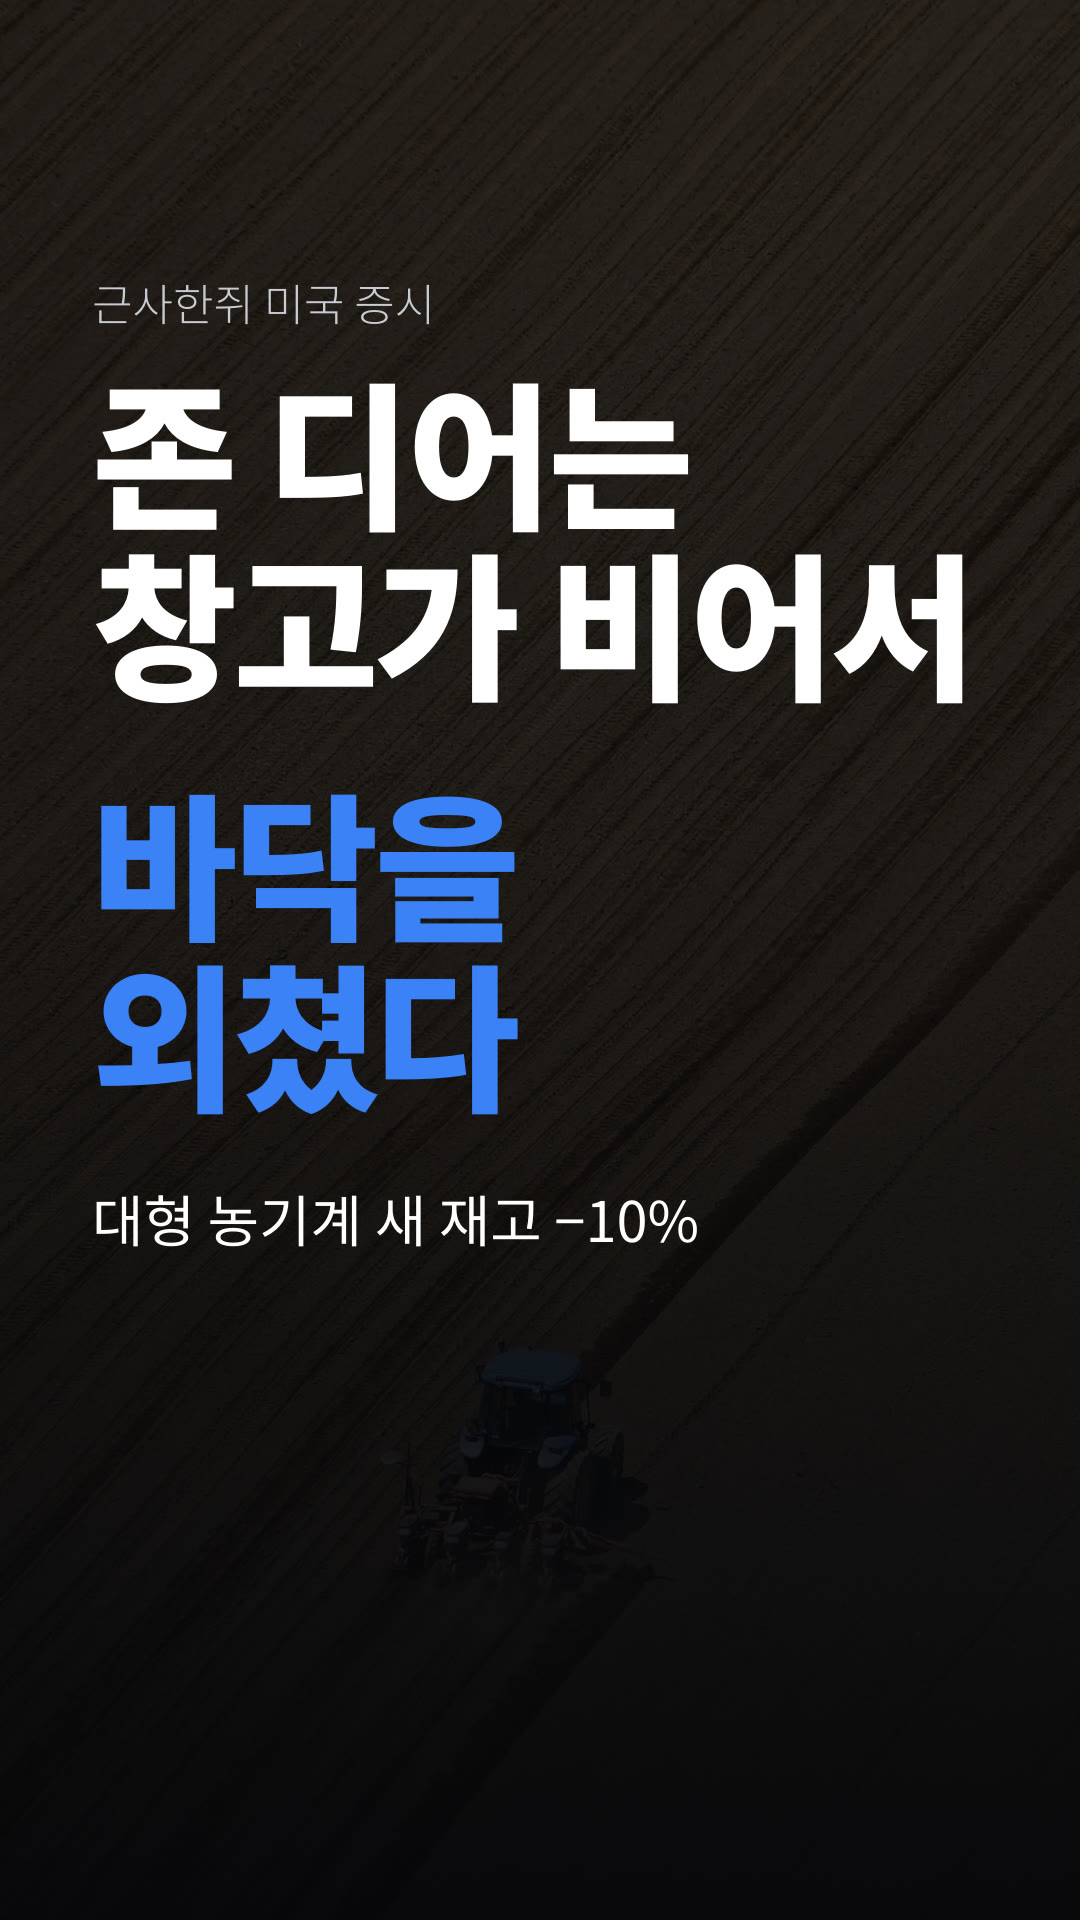 근사한쥐 미국 증시
존 디어는
창고가 비어서
바닥을
외쳤다
대형 농기계 새 재고 −10%